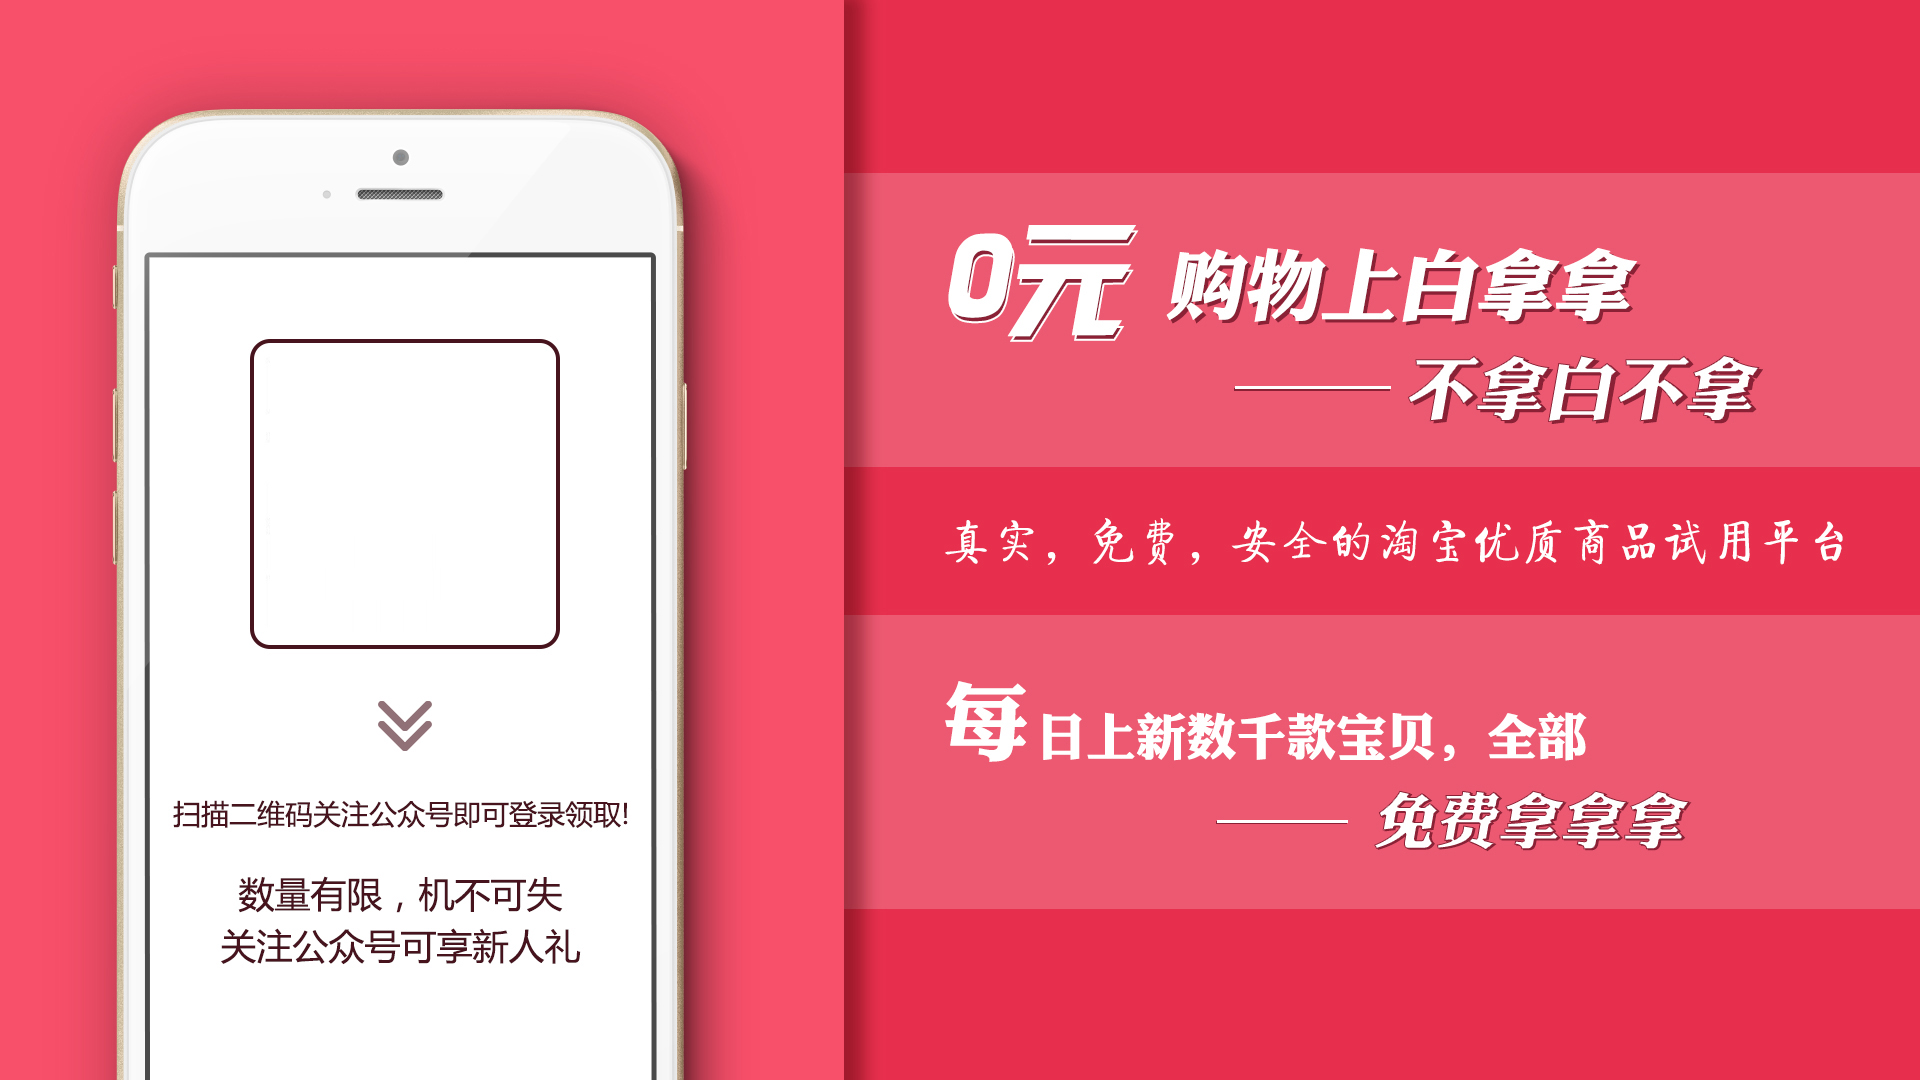 扫描二维码关注公众号即可登录领取!
数量有限，机不可失
关注公众号可享新人礼
0元 购物上白拿拿
——不拿白不拿
真实，免费，安全的淘宝优质商品试用平台
每日上新数千款宝贝，全部
——免费拿拿拿